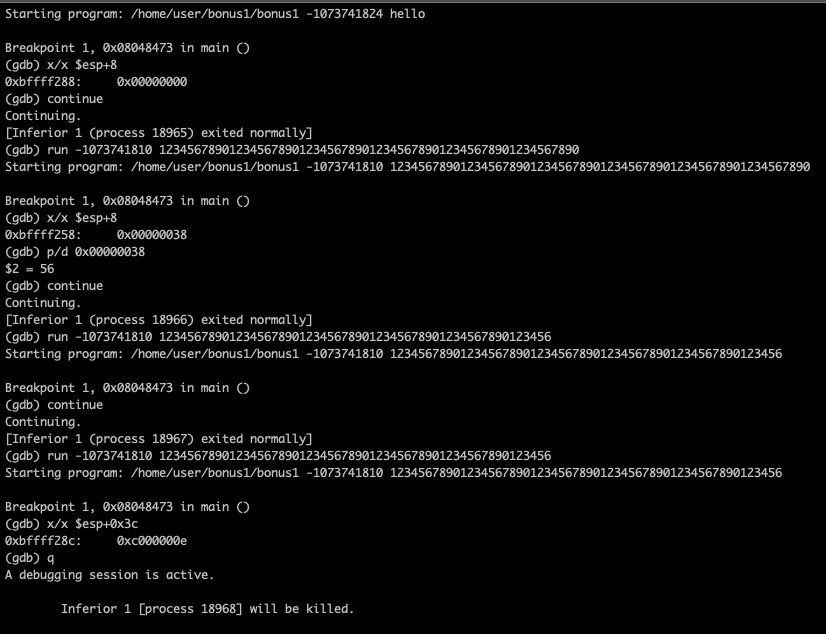 Starting program: /home/user/bonus1/bonus1 -1073741824 hello
Breakpoint 1, 0x08048473 in main ()
(gdb) x/x $esp+8
0xbffff288:     0x00000000
(gdb) continue
Continuing.
[Inferior 1 (process 18965) exited normally]
(gdb) run -1073741810 123456789012345678901234567890123456789012345678901234567890
Starting program: /home/user/bonus1/bonus1 -1073741810 123456789012345678901234567890123456789012345678901234567890
Breakpoint 1, 0x08048473 in main ()
(gdb) x/x $esp+8
0xbffff258:     0x00000038
(gdb) p/d 0x00000038
$2 = 56
(gdb) continue
Continuing.
[Inferior 1 (process 18966) exited normally]
(gdb) run -1073741810 12345678901234567890123456789012345678901234567890123456
Starting program: /home/user/bonus1/bonus1 -1073741810 12345678901234567890123456789012345678901234567890123456
Breakpoint 1, 0x08048473 in main ()
(gdb) continue
Continuing.
[Inferior 1 (process 18967) exited normally]
(gdb) run -1073741810 12345678901234567890123456789012345678901234567890123456
Starting program: /home/user/bonus1/bonus1 -1073741810 12345678901234567890123456789012345678901234567890123456
Breakpoint 1, 0x08048473 in main ()
(gdb) x/x $esp+0x3c
0xbffff28c:     0xc000000e
(gdb) q
A debugging session is active.
Inferior 1 [process 18968] will be killed.